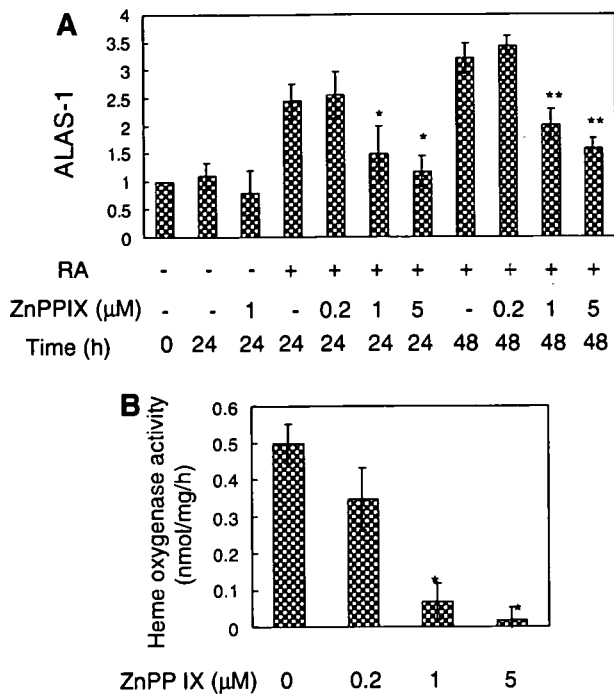 A
ALAS-1
4
3.5
3
2.5
2
1.5
1
0.5
0
* * ** **
RA - - - + + + + + + + +
ZnPPIX (μM) - - 1 - 0.2 1 5 - 0.2 1 5
Time (h) 0 24 24 24 24 24 24 48 48 48 48
B
Heme oxygenase activity
(nmol/mg/h)
0.6
0.5
0.4
0.3
0.2
0.1
0
* *
ZnPP IX (μM) 0 0.2 1 5